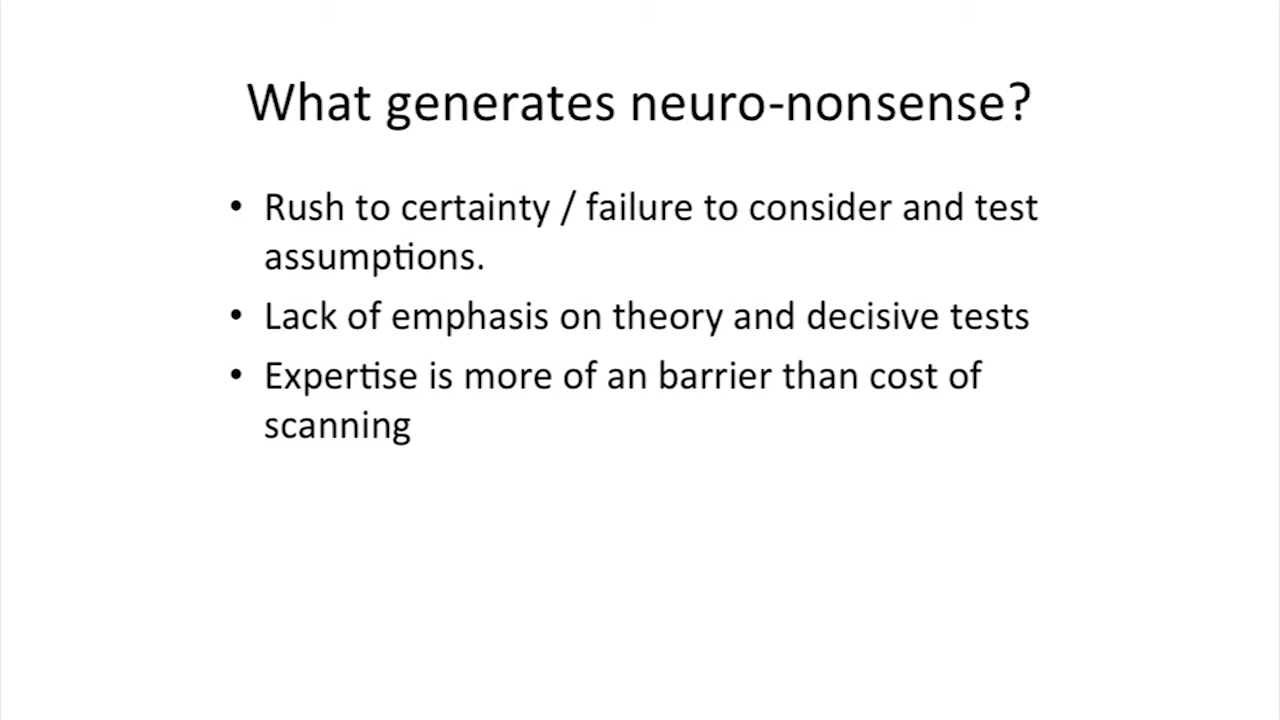 What generates neuro-nonsense?
• Rush to certainty / failure to consider and test
assumptions.
• Lack of emphasis on theory and decisive tests
• Expertise is more of an barrier than cost of
scanning